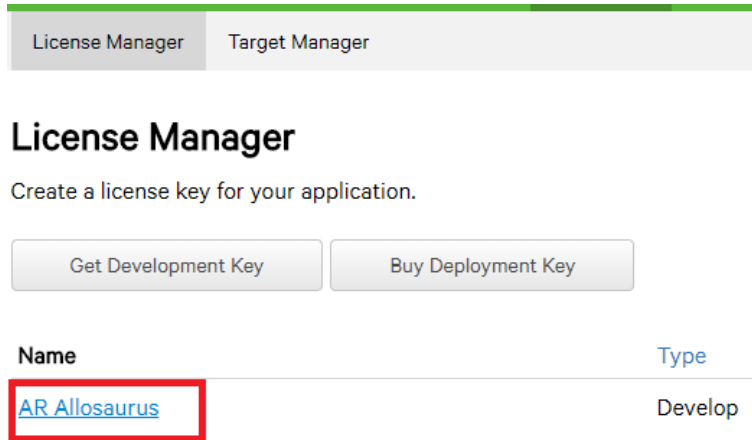 License Manager Target Manager
License Manager
Create a license key for your application.
Get Development Key Buy Deployment Key
Name Type
AR Allosaurus Develop